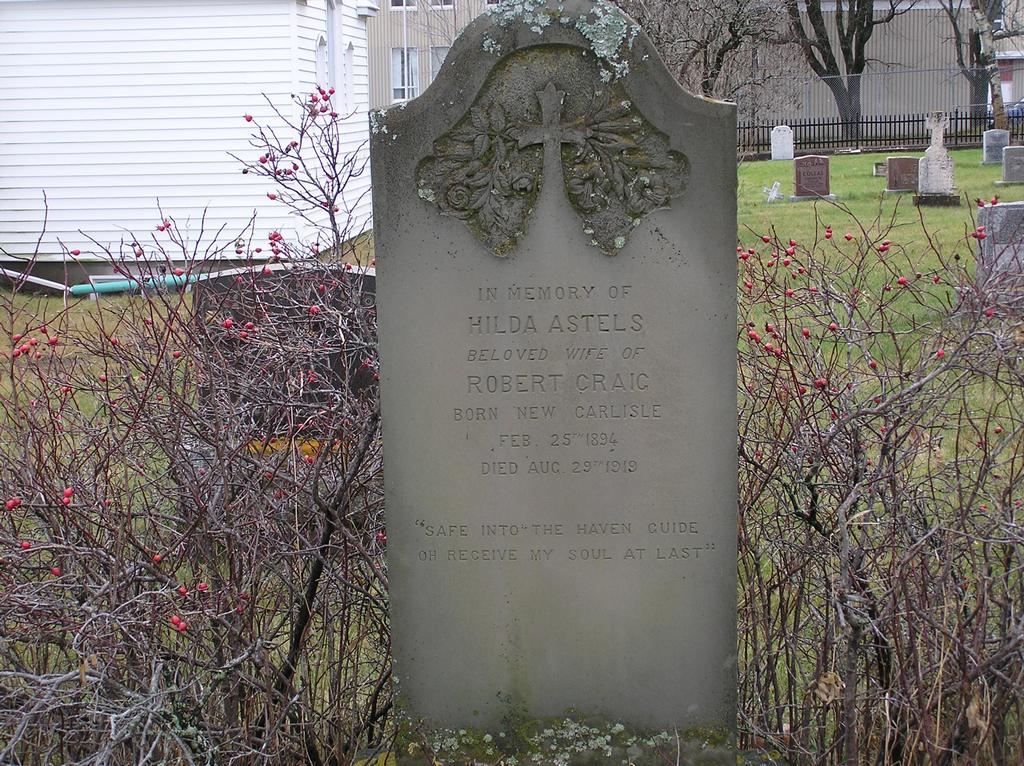 IN MEMORY OF
HILDA ASTELS
BELOVED WIFE OF
ROBERT CRAIG
BORN NEW CARLISLE
FEB. 25TH 1894
DIED AUG. 29TH 1919
"SAFE INTO THE HAVEN GUIDE
OH RECEIVE MY SOUL AT LAST"